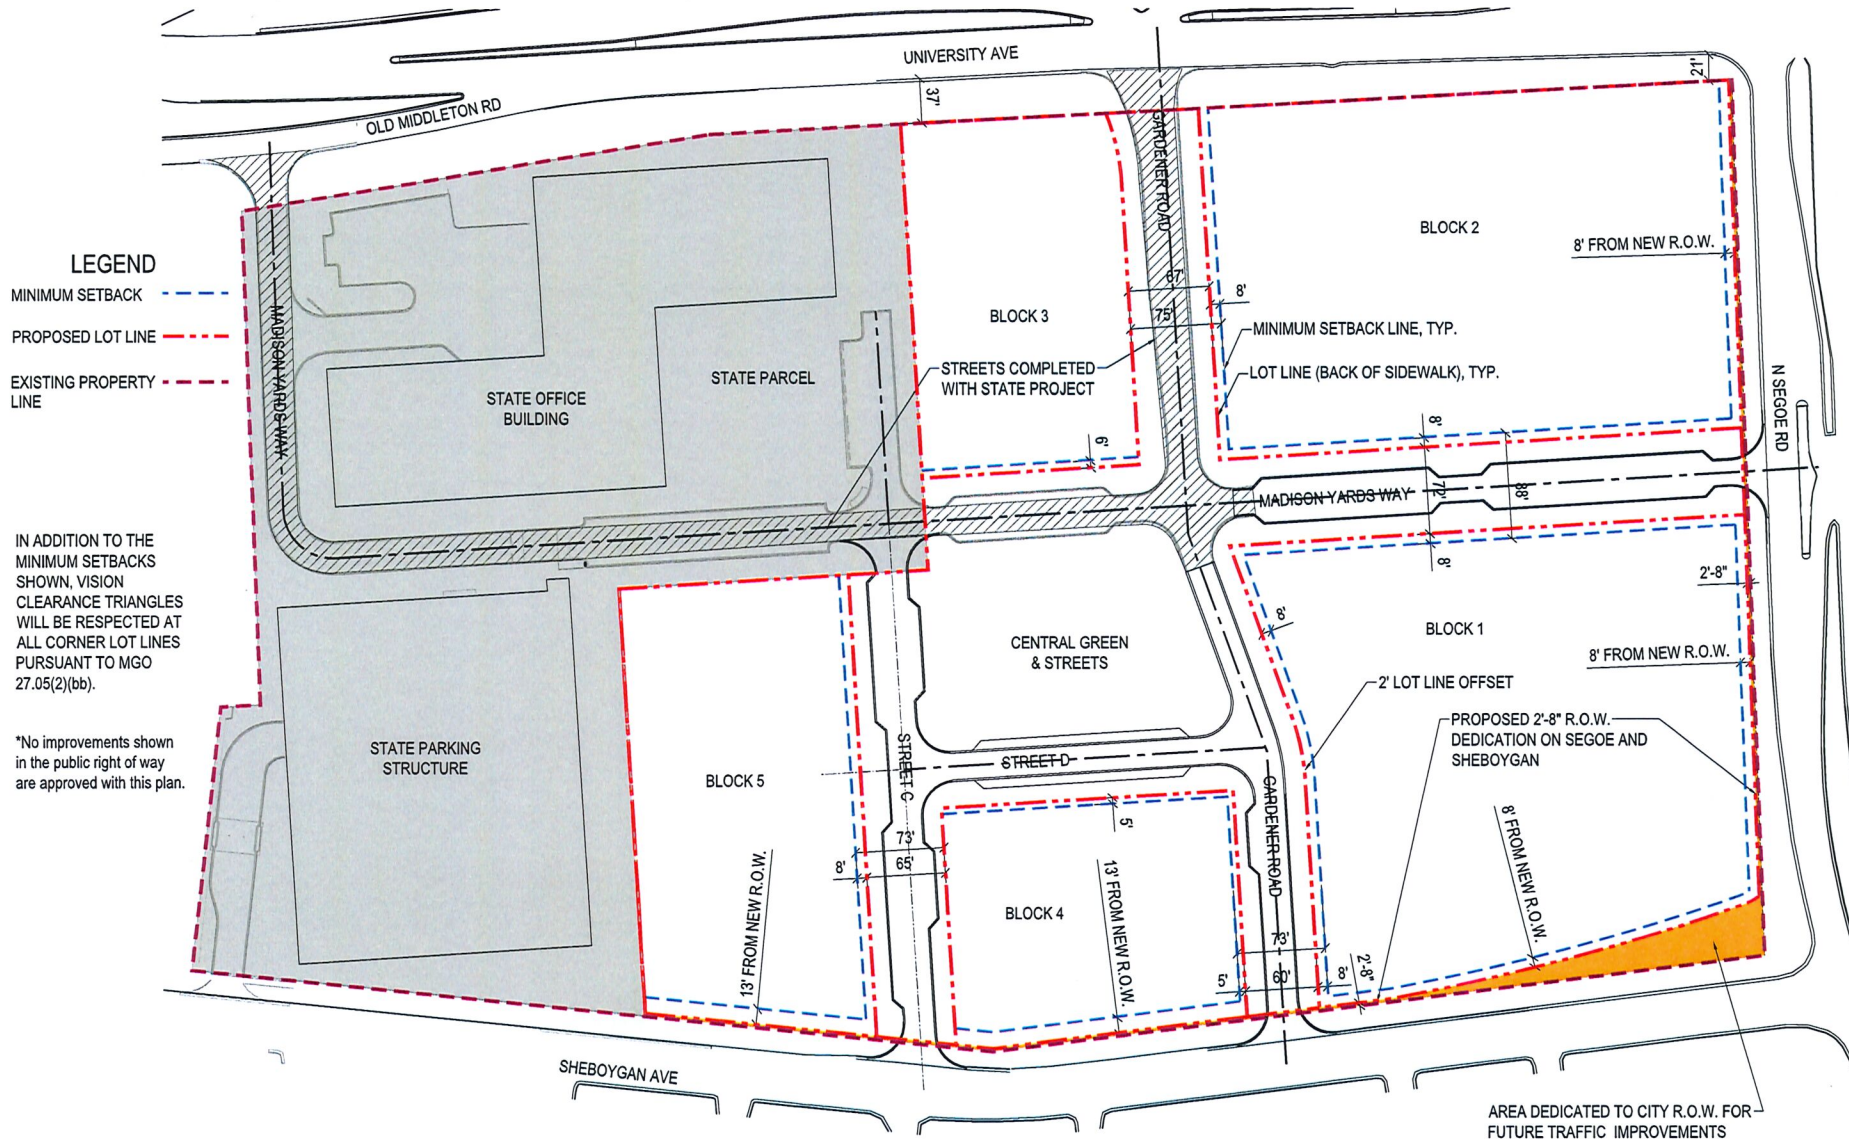 UNIVERSITY AVE
OLD MIDDLETON RD
37'
21'
GARDENER ROAD
BLOCK 2
8' FROM NEW R.O.W.
LEGEND
MINIMUM SETBACK
PROPOSED LOT LINE
EXISTING PROPERTY
LINE
MADISON YARDS WAY
67'
8'
75'
BLOCK 3
MINIMUM SETBACK LINE, TYP.
LOT LINE (BACK OF SIDEWALK), TYP.
STREETS COMPLETED
WITH STATE PROJECT
STATE PARCEL
STATE OFFICE
BUILDING
N SEGOE RD
6'
8'
72'
88'
MADISON YARDS WAY
8'
2'-8"
IN ADDITION TO THE
MINIMUM SETBACKS
SHOWN, VISION
CLEARANCE TRIANGLES
WILL BE RESPECTED AT
ALL CORNER LOT LINES
PURSUANT TO MGO
27.05(2)(bb).
CENTRAL GREEN
& STREETS
8'
BLOCK 1
8' FROM NEW R.O.W.
2' LOT LINE OFFSET
PROPOSED 2'-8" R.O.W.
DEDICATION ON SEGOE AND
SHEBOYGAN
*No improvements shown
in the public right of way
are approved with this plan.
STATE PARKING
STRUCTURE
BLOCK 5
STREET C
STREET D
GARDENER ROAD
5'
73'
8'
65'
13' FROM NEW R.O.W.
BLOCK 4
13' FROM NEW R.O.W.
8' FROM NEW R.O.W.
73'
5'
60'
8'
2'-8"
SHEBOYGAN AVE
AREA DEDICATED TO CITY R.O.W. FOR
FUTURE TRAFFIC IMPROVEMENTS